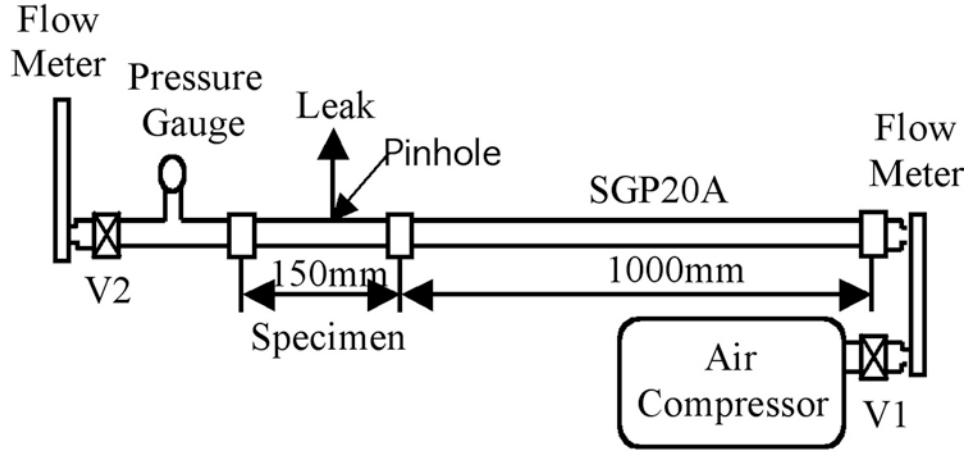 Flow
Meter
Pressure
Gauge
Leak
Pinhole
Flow
Meter
SGP20A
V2
150mm
1000mm
Specimen
Air
Compressor
V1